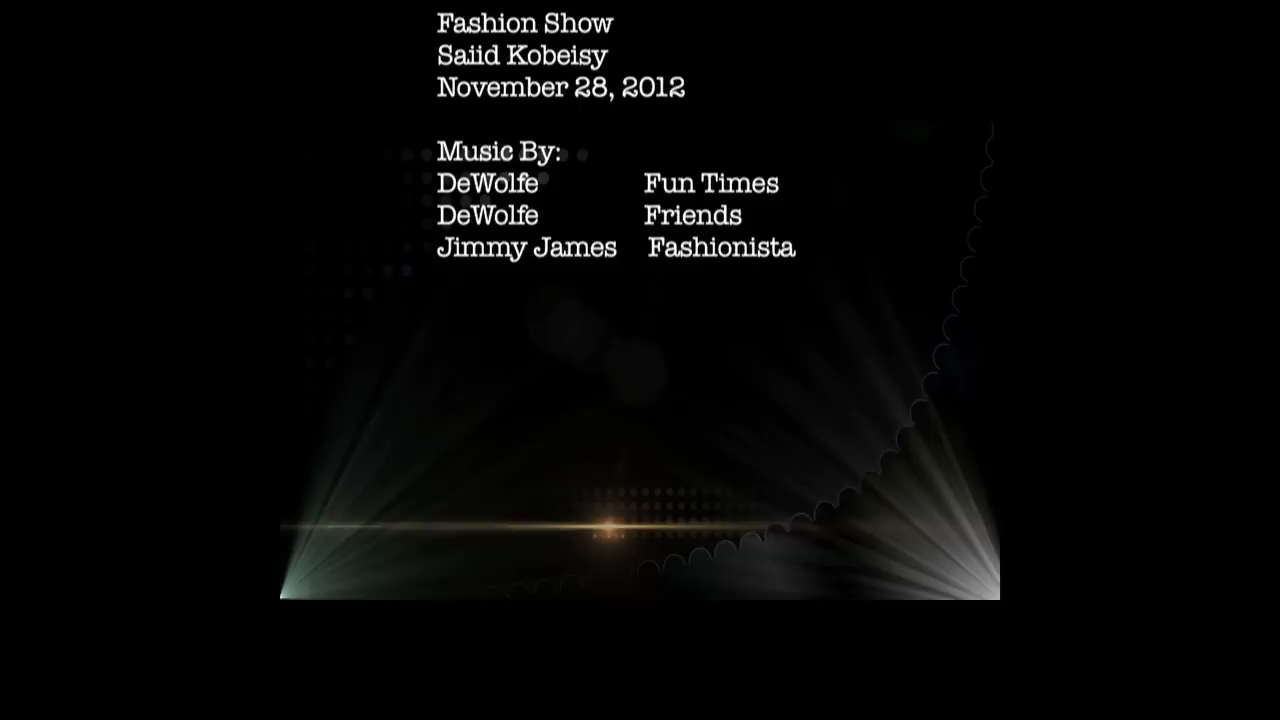 Fashion Show
Saiid Kobeisy
November 28, 2012
Music By:
DeWolfe Fun Times
DeWolfe Friends
Jimmy James Fashionista